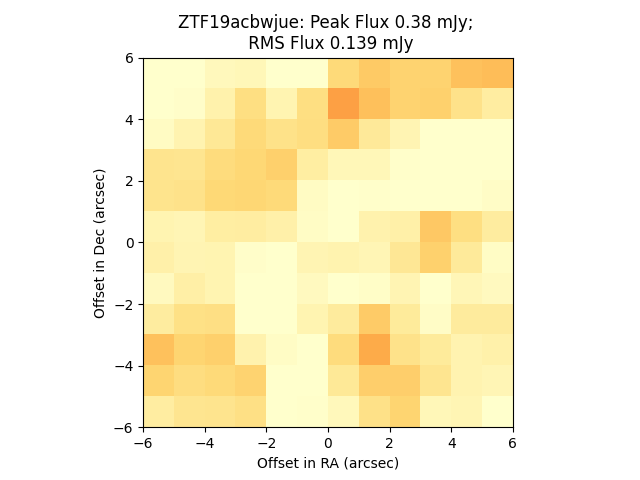 ZTF19acbwjue: Peak Flux 0.38 mJy;
RMS Flux 0.139 mJy
6
4
2
0
−2
−4
−6
Offset in Dec (arcsec)
−6 −4 −2 0 2 4 6
Offset in RA (arcsec)